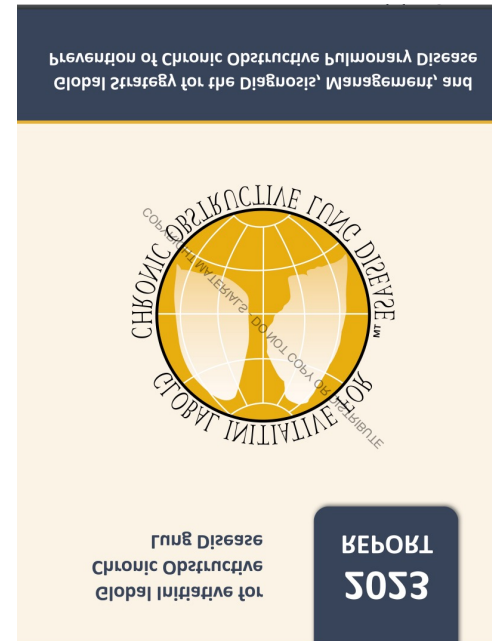 Global Initiative for
Chronic Obstructive
Lung Disease
2023
REPORT
GLOBAL INITIATIVE FOR
CHRONIC OBSTRUCTIVE LUNG DISEASE
TM
COPYRIGHT MATERIALS - DO NOT COPY OR DISTRIBUTE
Global Strategy for the Diagnosis, Management, and
Prevention of Chronic Obstructive Pulmonary Disease